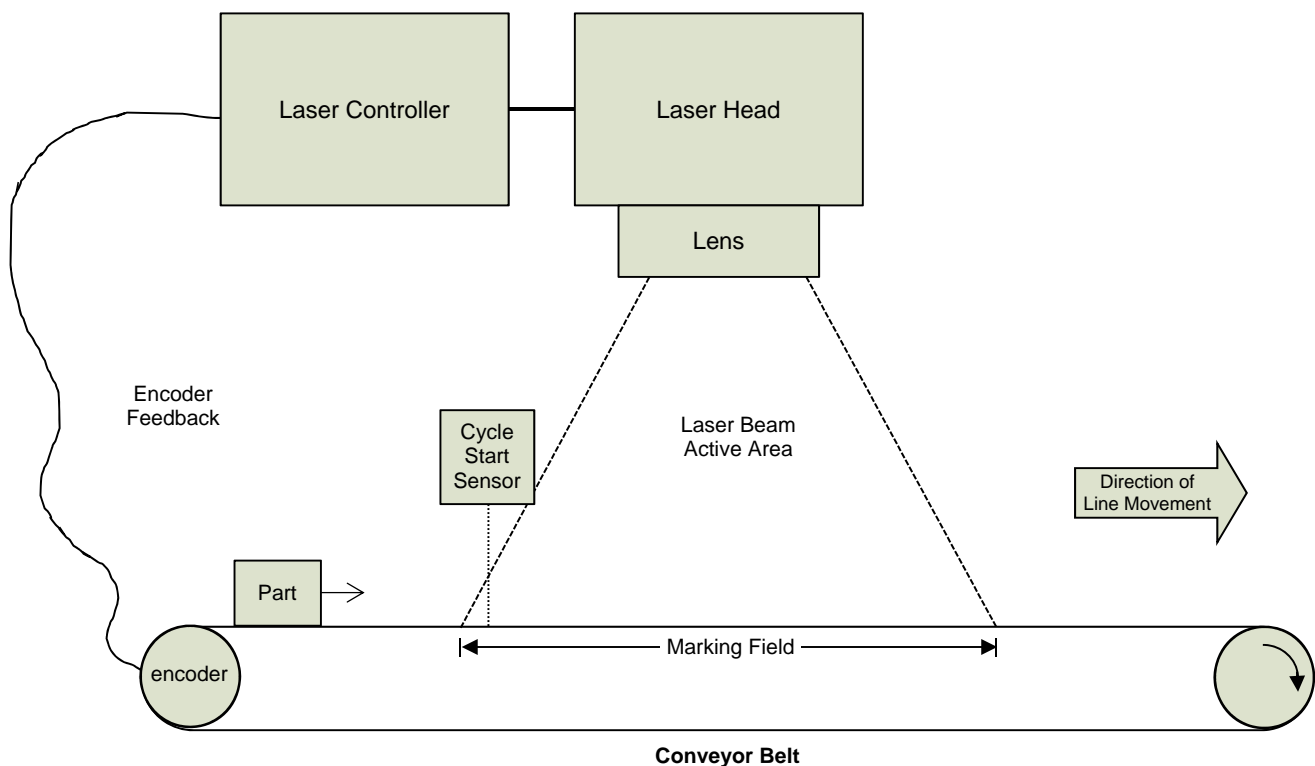 Laser Controller
Laser Head
Lens
Encoder
Feedback
Cycle
Start
Sensor
Laser Beam
Active Area
Direction of
Line Movement
Part
Marking Field
encoder
Conveyor Belt